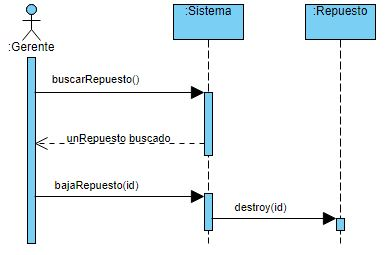 :Gerente
:Sistema
:Repuesto
buscarRepuesto()
unRepuesto buscado
bajaRepuesto(id)
destroy(id)